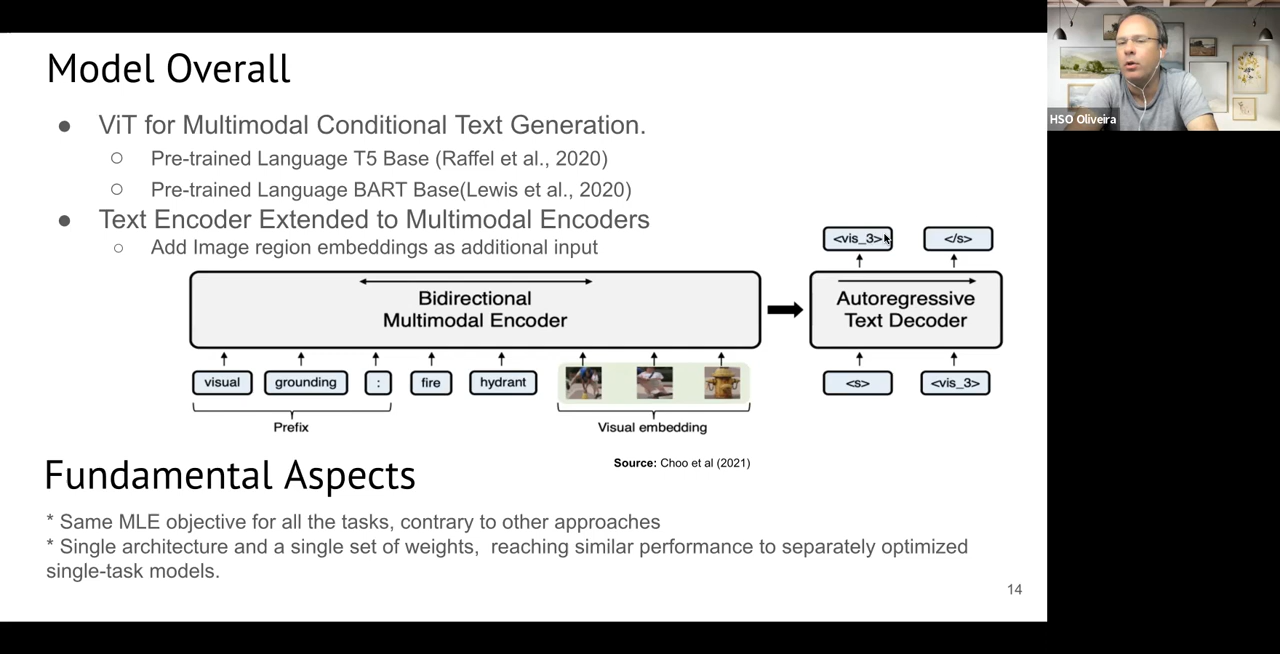 Model Overall
● ViT for Multimodal Conditional Text Generation.
○ Pre-trained Language T5 Base (Raffel et al., 2020)
○ Pre-trained Language BART Base(Lewis et al., 2020)
● Text Encoder Extended to Multimodal Encoders
○ Add Image region embeddings as additional input
<vis_3> </s>
Bidirectional
Multimodal Encoder
Autoregressive
Text Decoder
visual grounding : fire hydrant
<s> <vis_3>
Prefix
Visual embedding
Source: Choo et al (2021)
Fundamental Aspects
* Same MLE objective for all the tasks, contrary to other approaches
* Single architecture and a single set of weights, reaching similar performance to separately optimized
single-task models.
14
HSO Oliveira